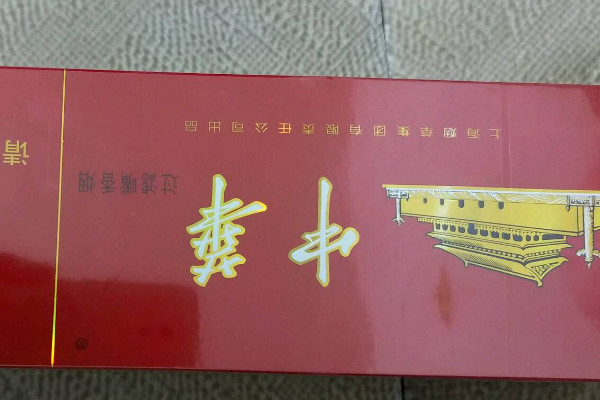 上海烟草集团有限责任公司出品
中華
过滤嘴香烟
请